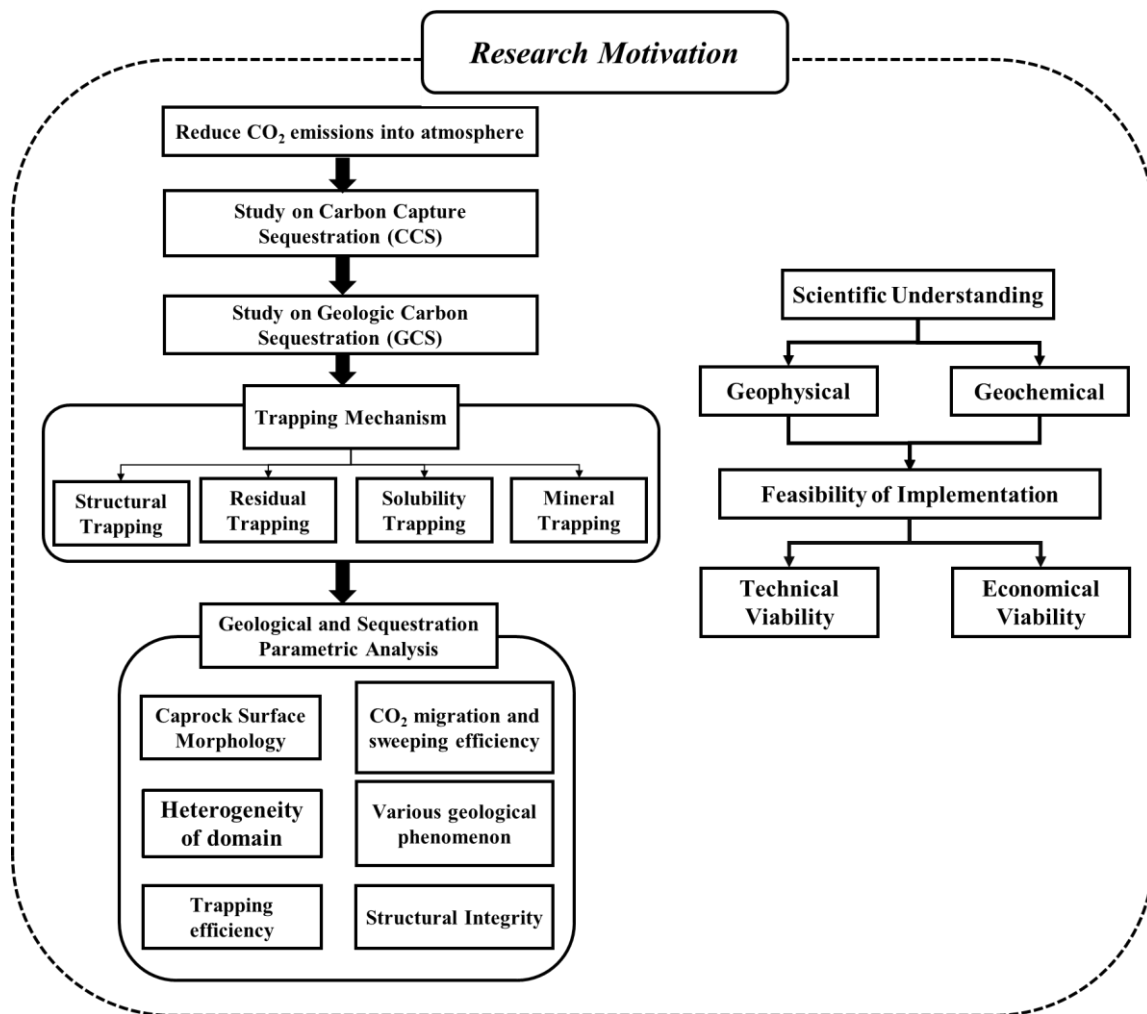 Research Motivation
Reduce CO₂ emissions into atmosphere
Study on Carbon Capture
Sequestration (CCS)
Study on Geologic Carbon
Sequestration (GCS)
Trapping Mechanism
Structural
Trapping
Residual
Trapping
Solubility
Trapping
Mineral
Trapping
Geological and Sequestration
Parametric Analysis
Caprock Surface
Morphology
CO₂ migration and
sweeping efficiency
Heterogeneity
of domain
Various geological
phenomenon
Trapping
efficiency
Structural Integrity
Scientific Understanding
Geophysical
Geochemical
Feasibility of Implementation
Technical
Viability
Economical
Viability